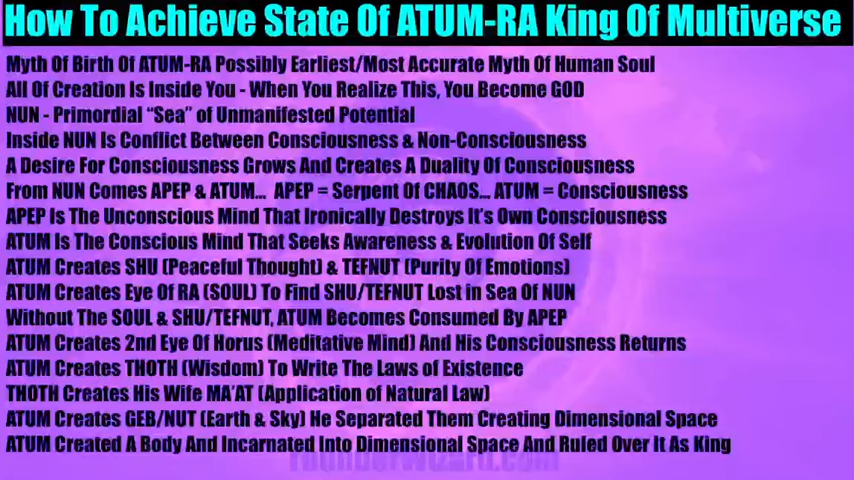 How To Achieve State Of ATUM-RA King Of Multiverse
Myth Of Birth Of ATUM-RA Possibly Earliest/Most Accurate Myth Of Human Soul
All Of Creation Is Inside You - When You Realize This, You Become GOD
NUN - Primordial “Sea” of Unmanifested Potential
Inside NUN Is Conflict Between Consciousness & Non-Consciousness
A Desire For Consciousness Grows And Creates A Duality Of Consciousness
From NUN Comes APEP & ATUM... APEP = Serpent Of CHAOS... ATUM = Consciousness
APEP Is The Unconscious Mind That Ironically Destroys It’s Own Consciousness
ATUM Is The Conscious Mind That Seeks Awareness & Evolution Of Self
ATUM Creates SHU (Peaceful Thought) & TEFNUT (Purity Of Emotions)
ATUM Creates Eye Of RA (SOUL) To Find SHU/TEFNUT Lost in Sea Of NUN
Without The SOUL & SHU/TEFNUT, ATUM Becomes Consumed By APEP
ATUM Creates 2nd Eye Of Horus (Meditative Mind) And His Consciousness Returns
ATUM Creates THOTH (Wisdom) To Write The Laws of Existence
THOTH Creates His Wife MA’AT (Application of Natural Law)
ATUM Creates GEB/NUT (Earth & Sky) He Separated Them Creating Dimensional Space
ATUM Created A Body And Incarnated Into Dimensional Space And Ruled Over It As King